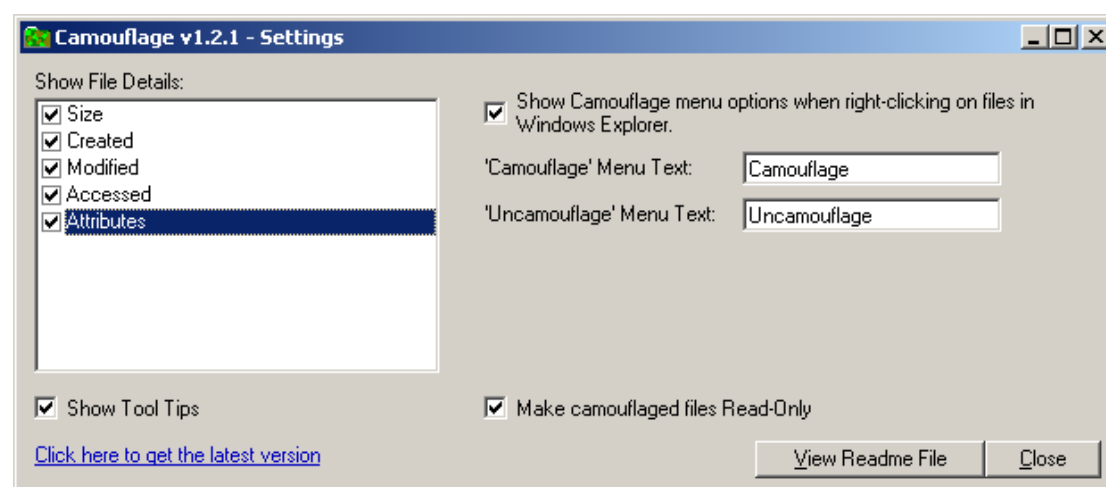 Camouflage v1.2.1 - Settings
Show File Details:
Size
Created
Modified
Accessed
Attributes
Show Camouflage menu options when right-clicking on files in
Windows Explorer.
'Camouflage' Menu Text:
Camouflage
'Uncamouflage' Menu Text:
Uncamouflage
Show Tool Tips
Make camouflaged files Read-Only
Click here to get the latest version
View Readme File
Close